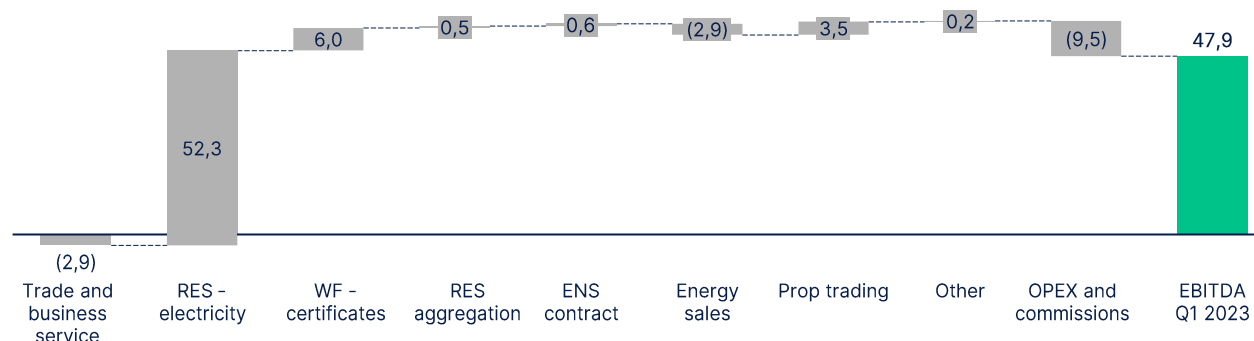 6,0
0,5
0,6
(2,9)
3,5
0,2
(9,5)
47,9
52,3
(2,9)
Trade and
business
service
RES -
electricity
WF -
certificates
RES
aggregation
ENS
contract
Energy
sales
Prop trading
Other
OPEX and
commissions
EBITDA
Q1 2023